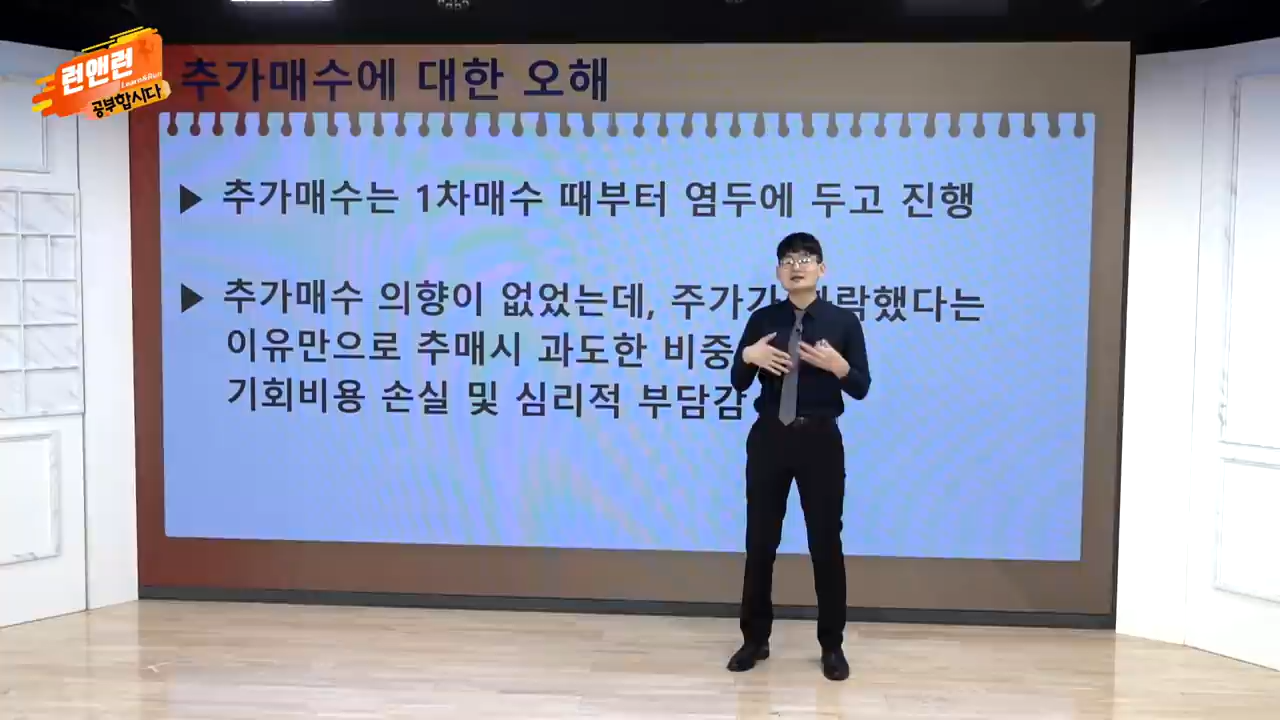 런앤런
Learn&Run
공부합시다
추가매수에 대한 오해
▶ 추가매수는 1차매수 때부터 염두에 두고 진행
▶ 추가매수 의향이 없었는데, 주가가 했다는
이유만으로 추매시 과도한 비중
기회비용 손실 및 심리적 부담감